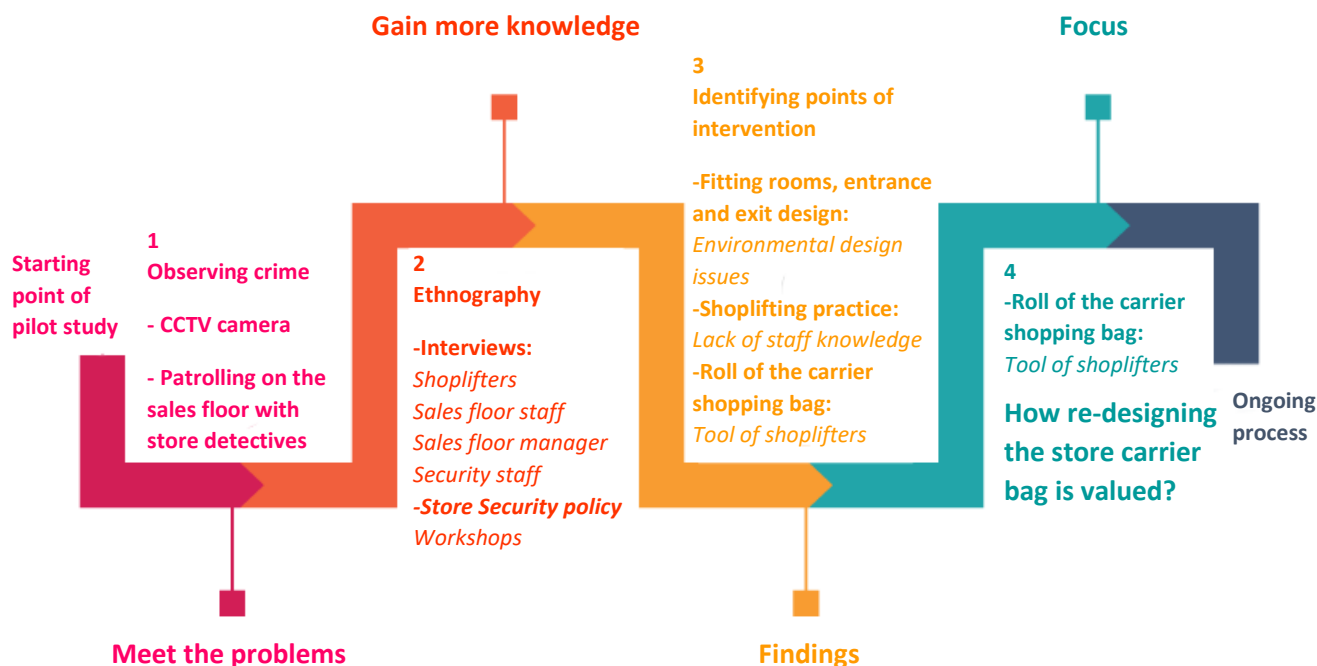 Gain more knowledge
Focus
Starting
point of
pilot study
1
Observing crime
- CCTV camera
- Patrolling on the
sales floor with
store detectives
2
Ethnography
-Interviews:
Shoplifters
Sales floor staff
Sales floor manager
Security staff
-Store Security policy
Workshops
3
Identifying points of
intervention
-Fitting rooms, entrance
and exit design:
Environmental design
issues
-Shoplifting practice:
Lack of staff knowledge
-Roll of the carrier
shopping bag:
Tool of shoplifters
4
-Roll of the carrier
shopping bag:
Tool of shoplifters
How re-designing
the store carrier
bag is valued?
Ongoing
process
Meet the problems
Findings